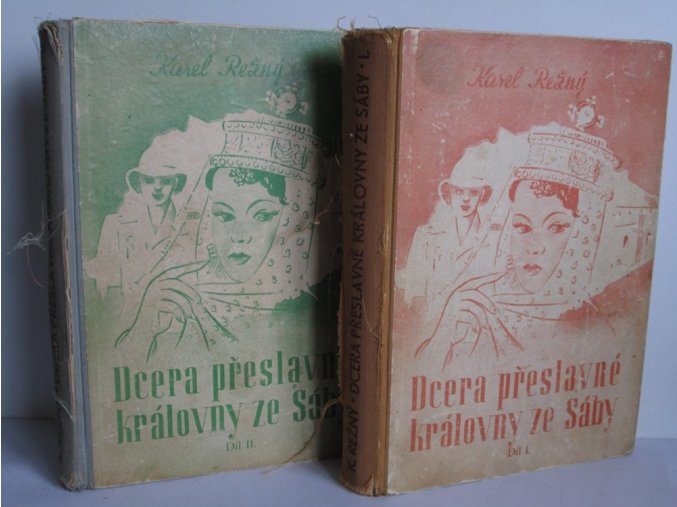 Karel Režný
Dcera přeslavn
královny ze Sáby
Díl II.
K. REŽNÝ · DCERA PŘESLAVNÉ KRÁLOVNY ZE SÁBY · I.
Karel Režný
Dcera přeslavné
královny ze Sáby
Díl I.